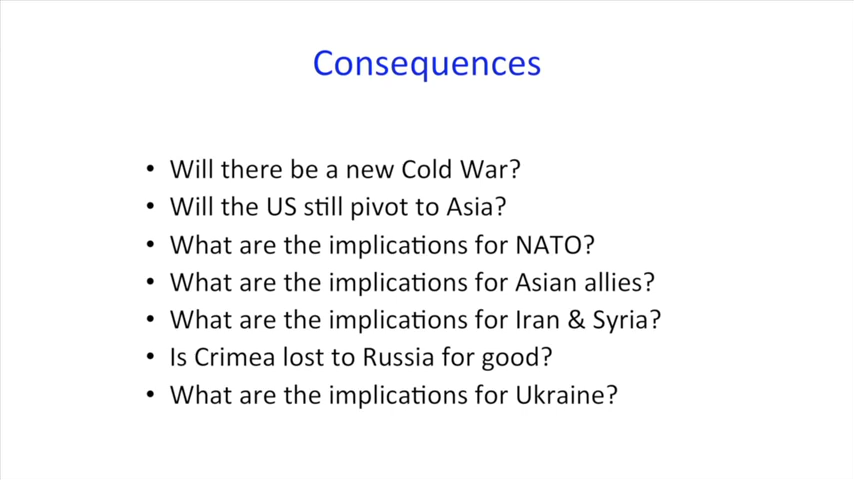 Consequences
• Will there be a new Cold War?
• Will the US still pivot to Asia?
• What are the implications for NATO?
• What are the implications for Asian allies?
• What are the implications for Iran & Syria?
• Is Crimea lost to Russia for good?
• What are the implications for Ukraine?